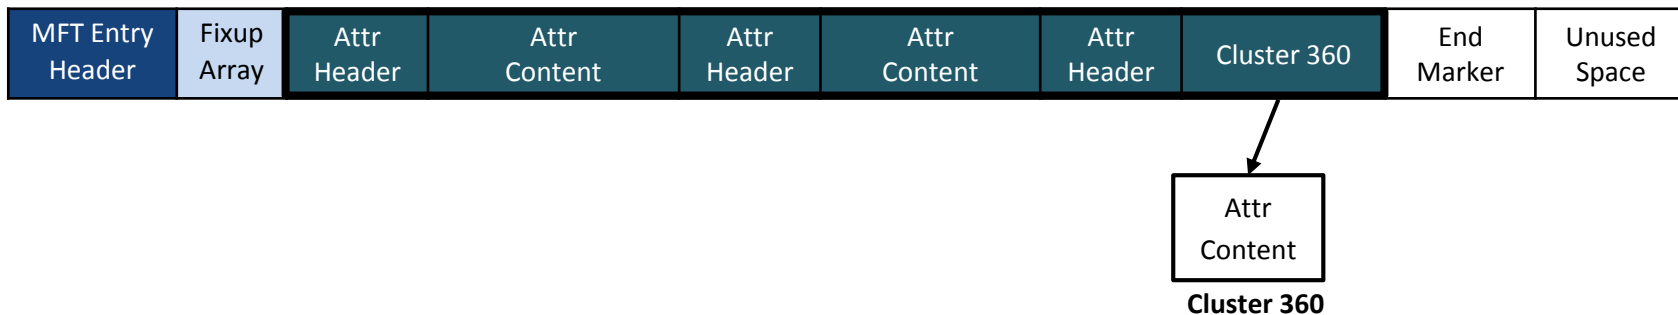 MFT Entry
Header
Fixup
Array
Attr
Header
Attr
Content
Attr
Header
Attr
Content
Attr
Header
Cluster 360
End
Marker
Unused
Space
Attr
Content
Cluster 360